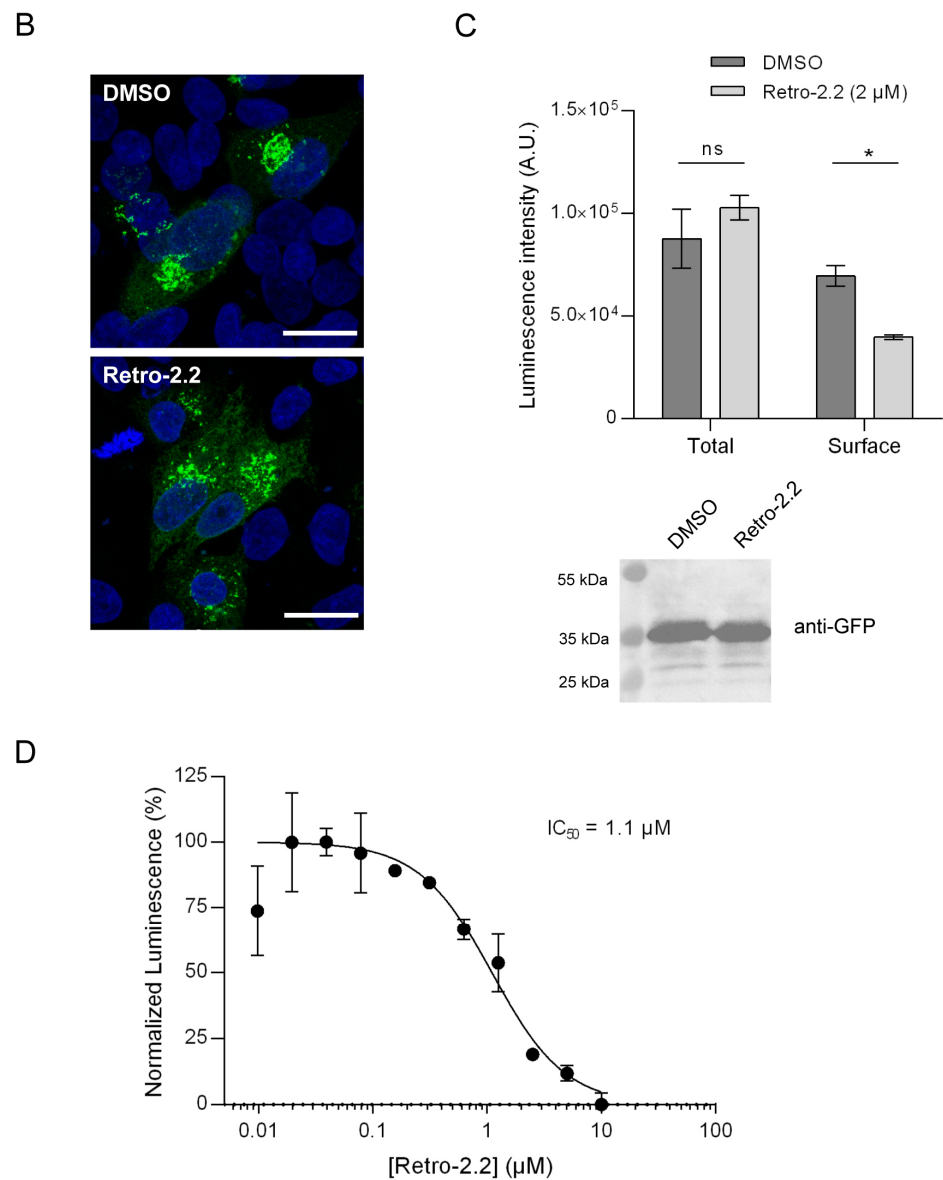 B
DMSO
Retro-2.2
C
DMSO
Retro-2.2 (2 µM)
Luminescence intensity (A.U.)
1.5×10⁵
1.0×10⁵
5.0×10⁴
0
ns
*
Total
Surface
DMSO
Retro-2.2
55 kDa
35 kDa
25 kDa
anti-GFP
D
Normalized Luminescence (%)
125
100
75
50
25
0
IC₅₀ = 1.1 µM
0.01
0.1
1
10
100
[Retro-2.2] (µM)